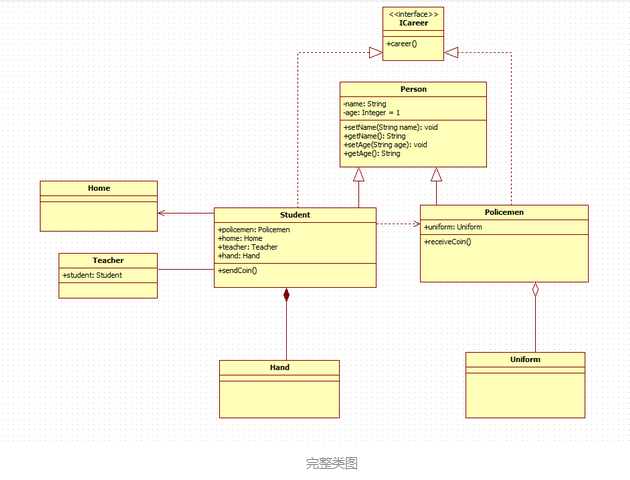 <<interface>>
ICareer
+career()
Person
-name: String
-age: Integer = 1
+setName(String name): void
+getName(): String
+setAge(String age): void
+getAge(): String
Home
Student
+policemen: Policemen
+home: Home
+teacher: Teacher
+hand: Hand
+sendCoin()
Policemen
+uniform: Uniform
+receiveCoin()
Teacher
+student: Student
Hand
Uniform
完整类图